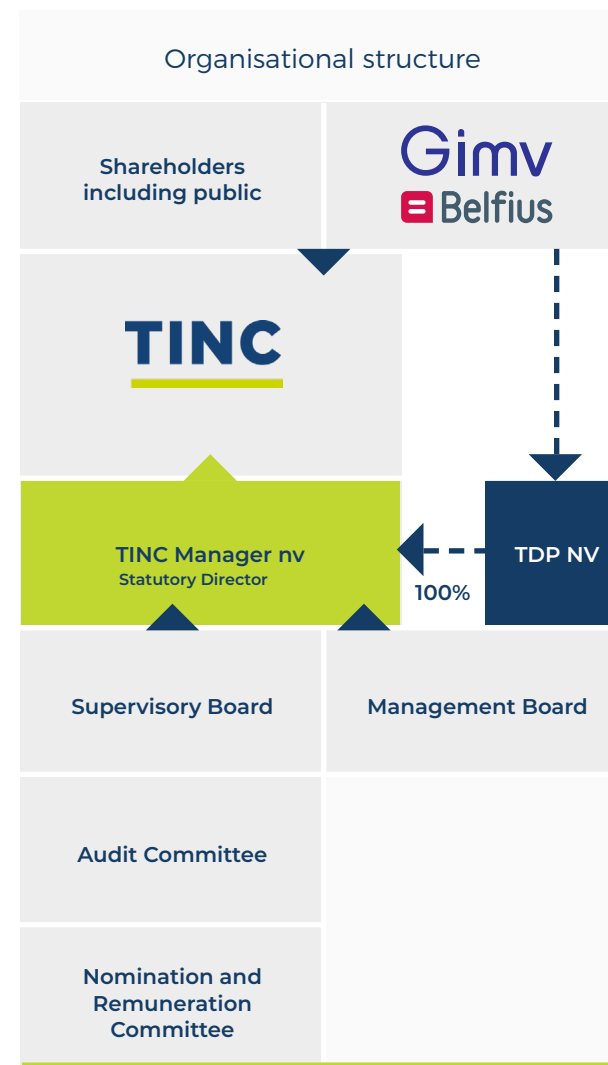 Organisational structure
Shareholders
including public
Gimv
Belfius
TINC
TINC Manager nv
Statutory Director
100%
TDP NV
Supervisory Board
Management Board
Audit Committee
Nomination and
Remuneration
Committee